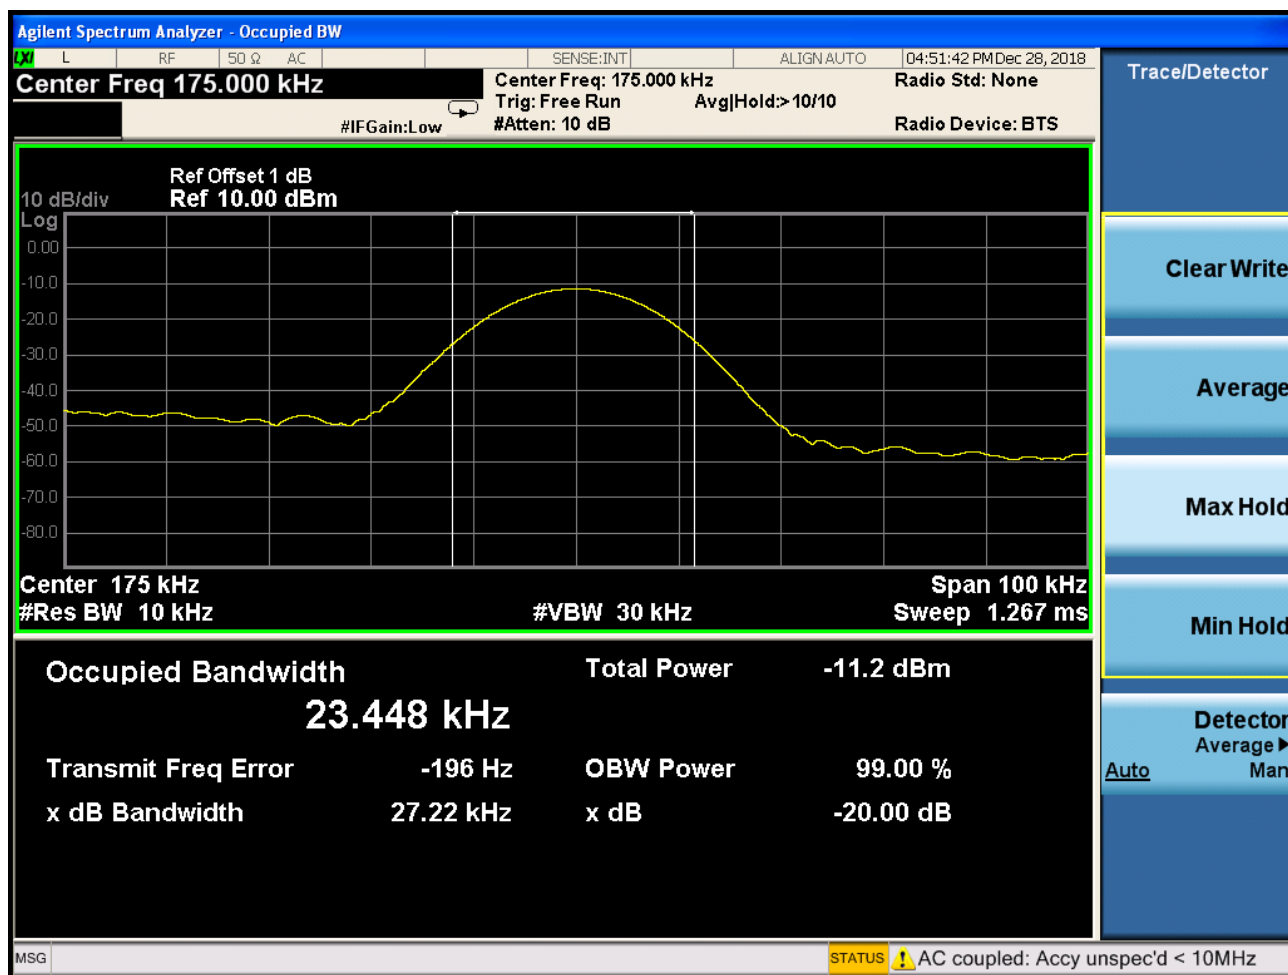 Agilent Spectrum Analyzer - Occupied BW
LXI L RF 50 Ω AC SENSE:INT ALIGN AUTO 04:51:42 PM Dec 28, 2018
Center Freq 175.000 kHz
Center Freq: 175.000 kHz
Radio Std: None
Trig: Free Run
Avg|Hold:>10/10
#IFGain:Low
#Atten: 10 dB
Radio Device: BTS
Ref Offset 1 dB
10 dB/div
Ref 10.00 dBm
Log
0.00
-10.0
-20.0
-30.0
-40.0
-50.0
-60.0
-70.0
-80.0
Center 175 kHz
Span 100 kHz
#Res BW 10 kHz
#VBW 30 kHz
Sweep 1.267 ms
Occupied Bandwidth
23.448 kHz
Total Power -11.2 dBm
Transmit Freq Error -196 Hz
OBW Power 99.00 %
x dB Bandwidth 27.22 kHz
x dB -20.00 dB
Trace/Detector
Clear Write
Average
Max Hold
Min Hold
Detector
Average
Auto Man
MSG
STATUS AC coupled: Accy unspec'd < 10MHz